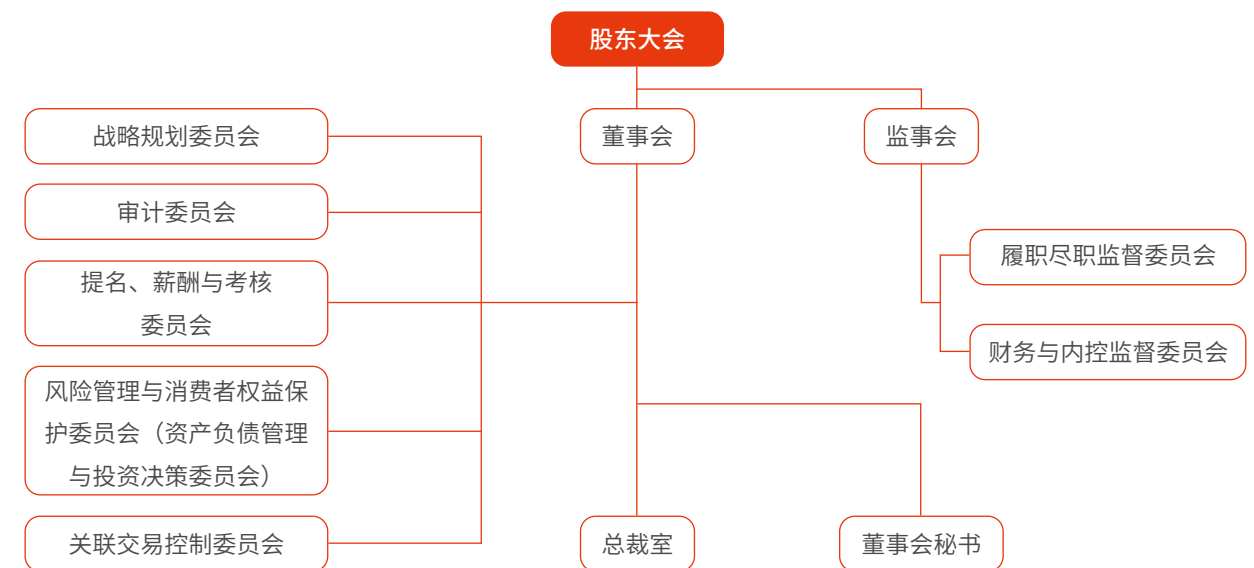 股东大会
董事会
监事会
战略规划委员会
审计委员会
提名、薪酬与考核
委员会
风险管理与消费者权益保
护委员会（资产负债管理
与投资决策委员会）
关联交易控制委员会
履职尽职监督委员会
财务与内控监督委员会
总裁室
董事会秘书